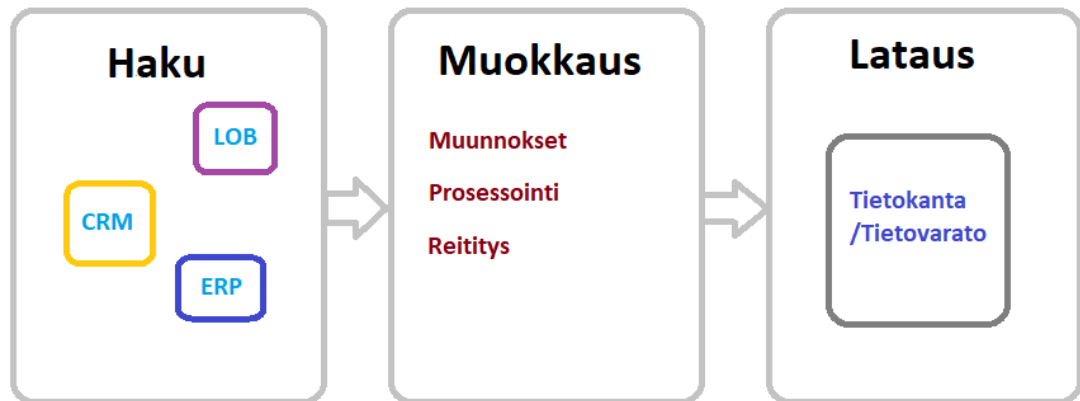 Haku
LOB
CRM
ERP
Muokkaus
Muunnokset
Prosessointi
Reititys
Lataus
Tietokanta
/Tietovarato